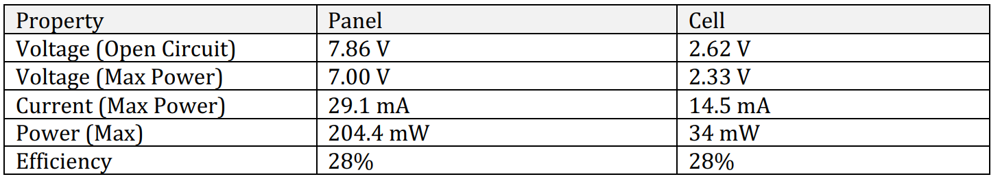 Property Panel Cell
Voltage (Open Circuit) 7.86 V 2.62 V
Voltage (Max Power) 7.00 V 2.33 V
Current (Max Power) 29.1 mA 14.5 mA
Power (Max) 204.4 mW 34 mW
Efficiency 28% 28%